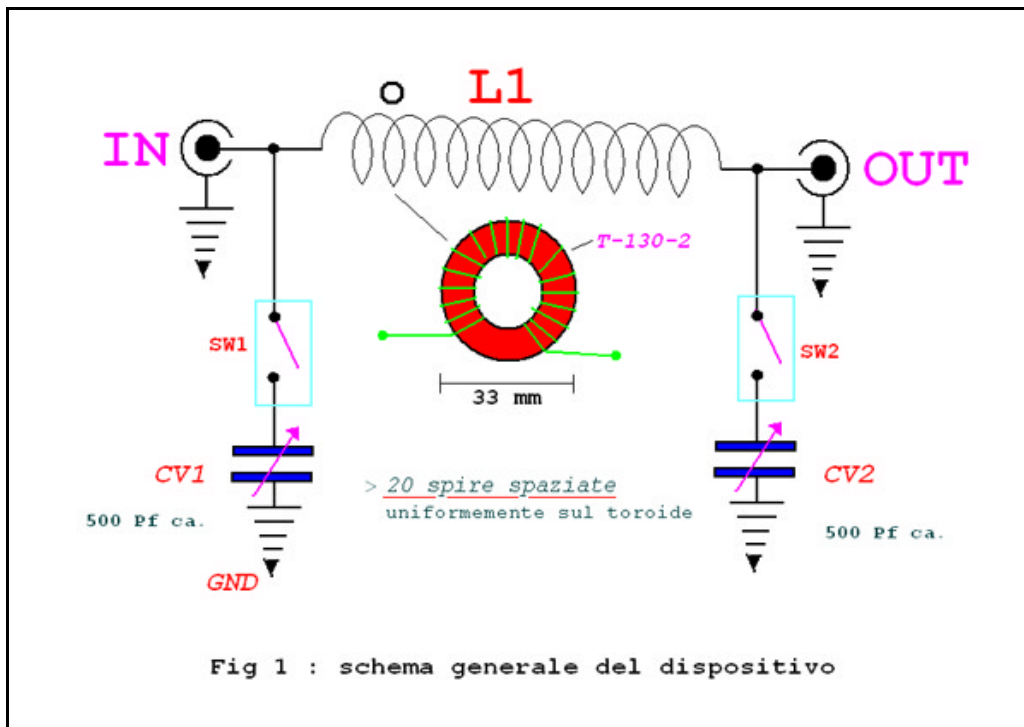 L1
IN
OUT
T-130-2
SW1
SW2
33 mm
CV1
> 20 spire spaziate
CV2
500 Pf ca.
uniformemente sul toroide
500 Pf ca.
GND
Fig 1 : schema generale del dispositivo